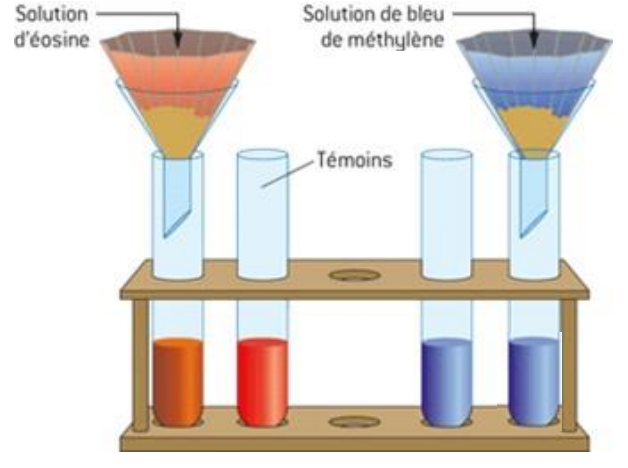 Solution
d'éosine
Solution de bleu
de méthylène
Témoins